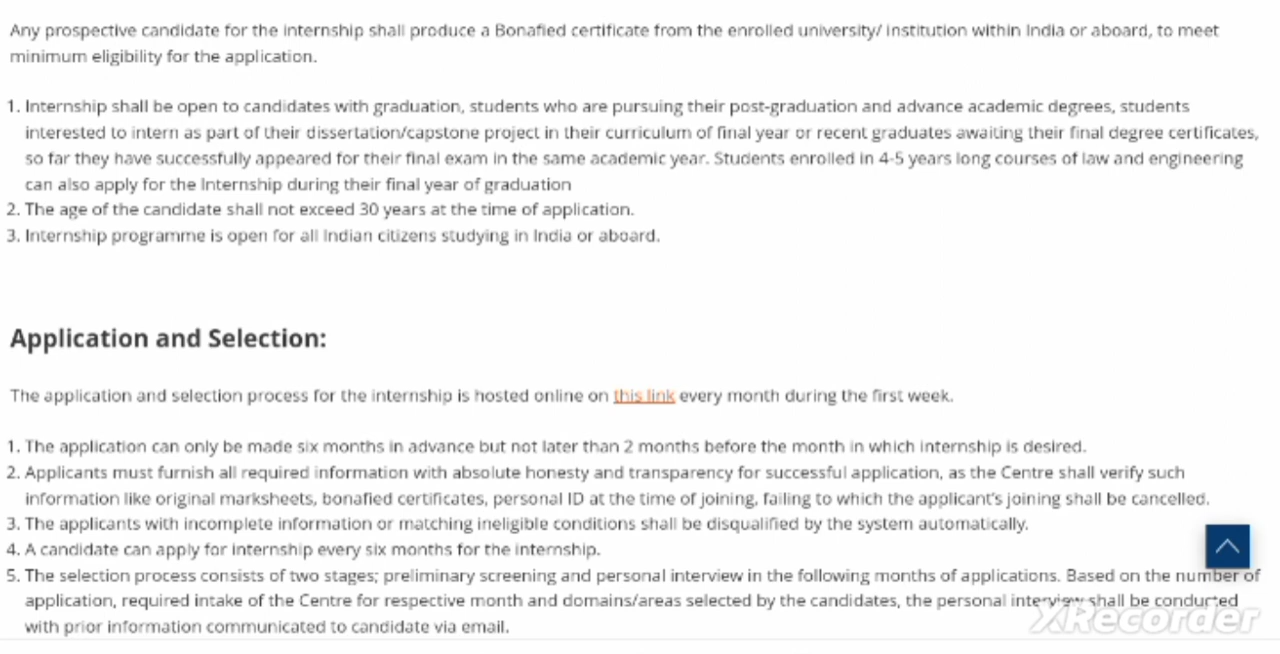 Any prospective candidate for the internship shall produce a Bonafied certificate from the enrolled university/ institution within India or aboard, to meet
minimum eligibility for the application.
1. Internship shall be open to candidates with graduation, students who are pursuing their post-graduation and advance academic degrees, students
interested to intern as part of their dissertation/capstone project in their curriculum of final year or recent graduates awaiting their final degree certificates,
so far they have successfully appeared for their final exam in the same academic year. Students enrolled in 4-5 years long courses of law and engineering
can also apply for the Internship during their final year of graduation
2. The age of the candidate shall not exceed 30 years at the time of application.
3. Internship programme is open for all Indian citizens studying in India or aboard.
Application and Selection:
The application and selection process for the internship is hosted online on this link every month during the first week.
1. The application can only be made six months in advance but not later than 2 months before the month in which internship is desired.
2. Applicants must furnish all required information with absolute honesty and transparency for successful application, as the Centre shall verify such
information like original marksheets, bonafied certificates, personal ID at the time of joining, failing to which the applicant's joining shall be cancelled.
3. The applicants with incomplete information or matching ineligible conditions shall be disqualified by the system automatically.
4. A candidate can apply for internship every six months for the internship.
5. The selection process consists of two stages; preliminary screening and personal interview in the following months of applications. Based on the number of
application, required intake of the Centre for respective month and domains/areas selected by the candidates, the personal interview shall be conducted
with prior information communicated to candidate via email.
XRecorder